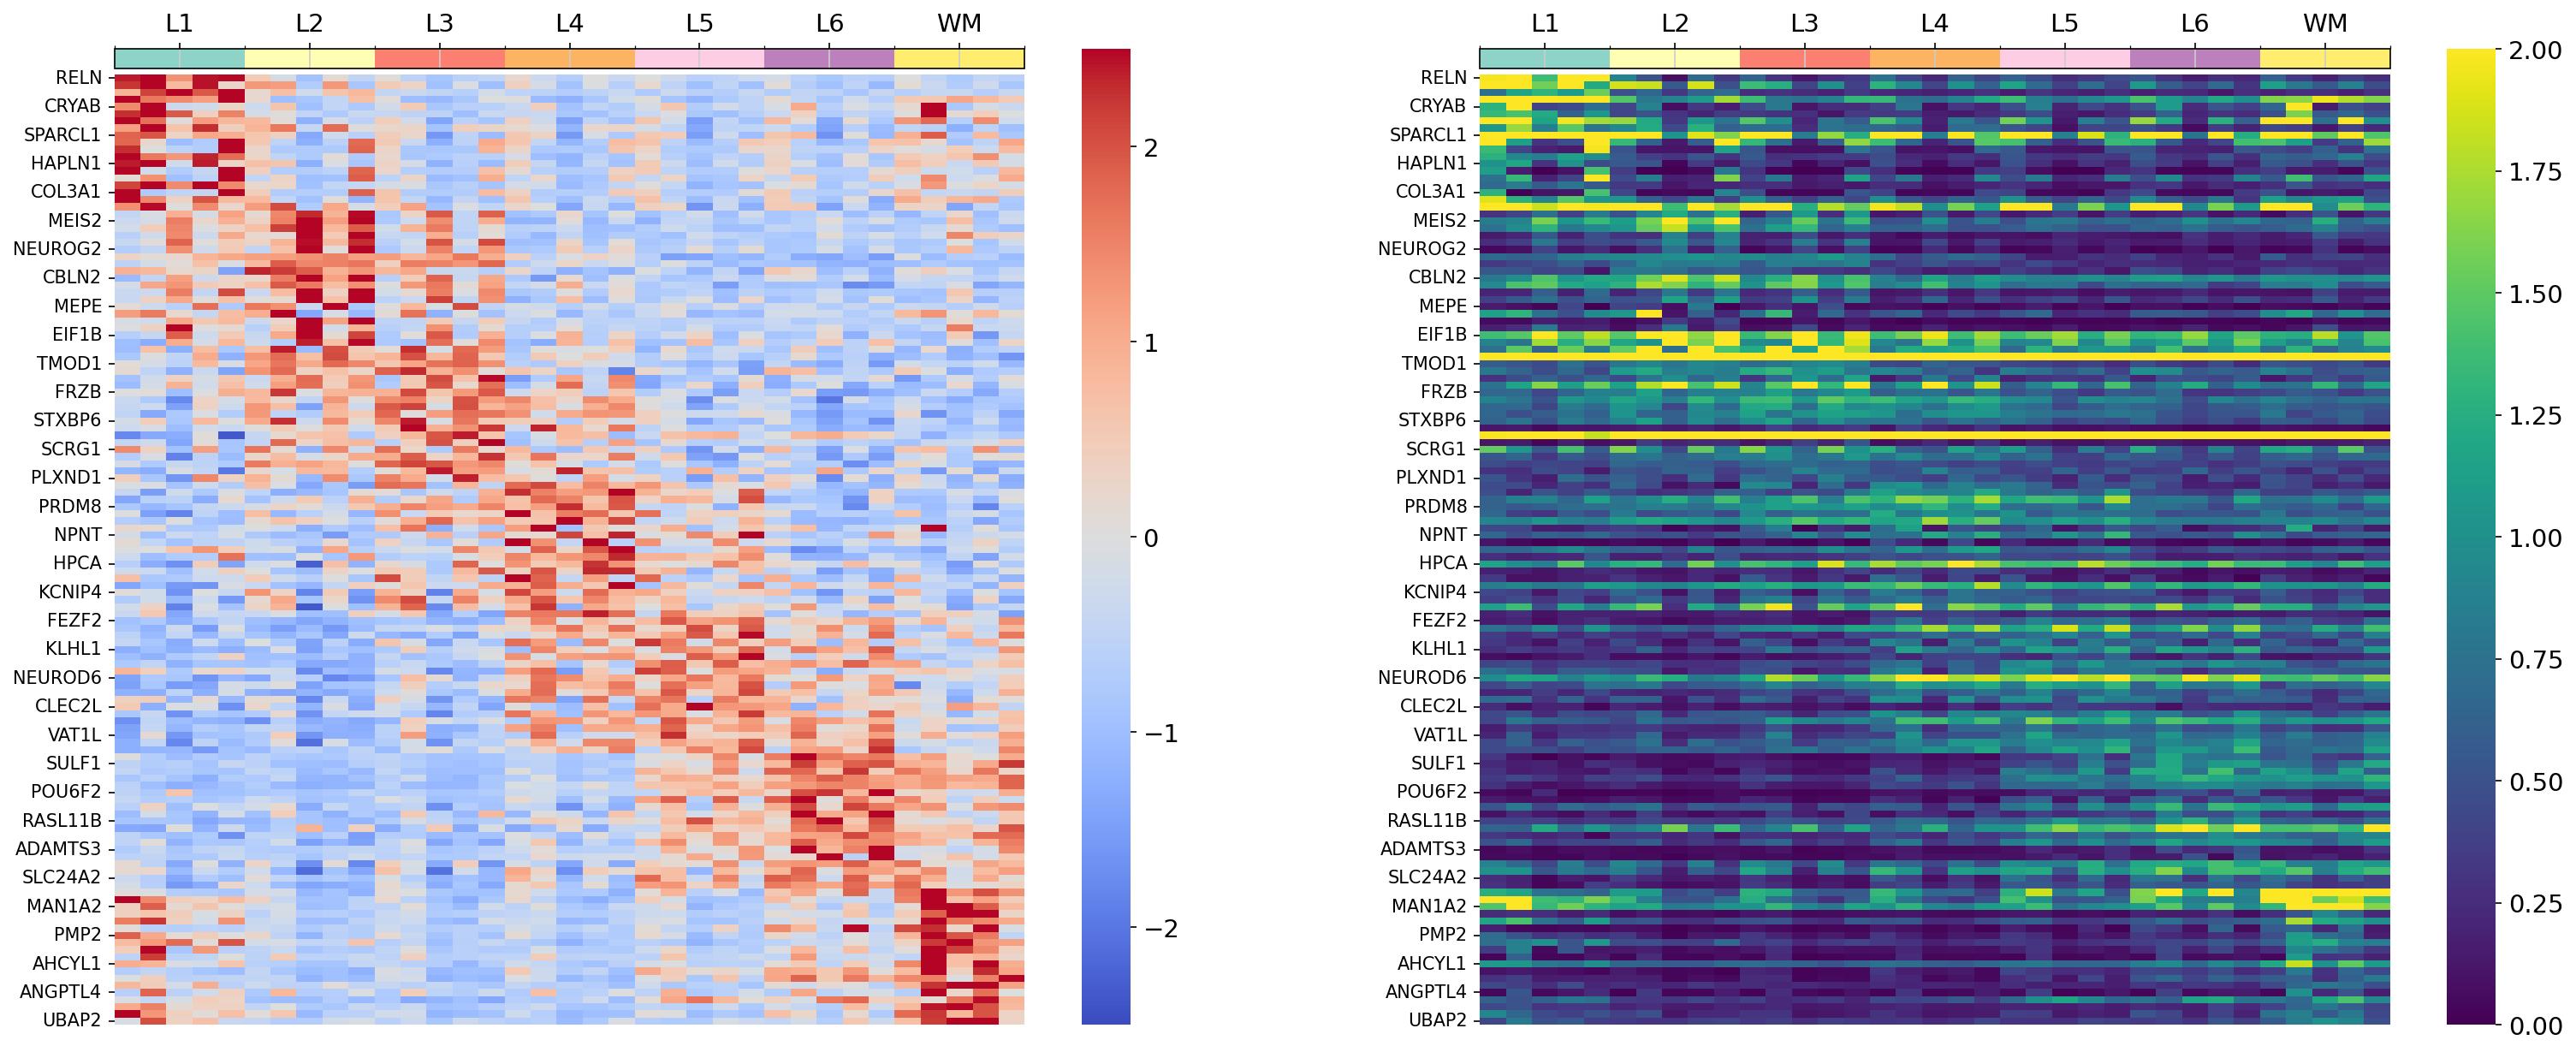 L1 L2 L3 L4 L5 L6 WM
RELN
CRYAB
SPARCL1
HAPLN1
COL3A1
MEIS2
NEUROG2
CBLN2
MEPE
EIF1B
TMOD1
FRZB
STXBP6
SCRG1
PLXND1
PRDM8
NPNT
HPCA
KCNIP4
FEZF2
KLHL1
NEUROD6
CLEC2L
VAT1L
SULF1
POU6F2
RASL11B
ADAMTS3
SLC24A2
MAN1A2
PMP2
AHCYL1
ANGPTL4
UBAP2
2
1
0
−1
−2
L1 L2 L3 L4 L5 L6 WM
RELN
CRYAB
SPARCL1
HAPLN1
COL3A1
MEIS2
NEUROG2
CBLN2
MEPE
EIF1B
TMOD1
FRZB
STXBP6
SCRG1
PLXND1
PRDM8
NPNT
HPCA
KCNIP4
FEZF2
KLHL1
NEUROD6
CLEC2L
VAT1L
SULF1
POU6F2
RASL11B
ADAMTS3
SLC24A2
MAN1A2
PMP2
AHCYL1
ANGPTL4
UBAP2
2.00
1.75
1.50
1.25
1.00
0.75
0.50
0.25
0.00